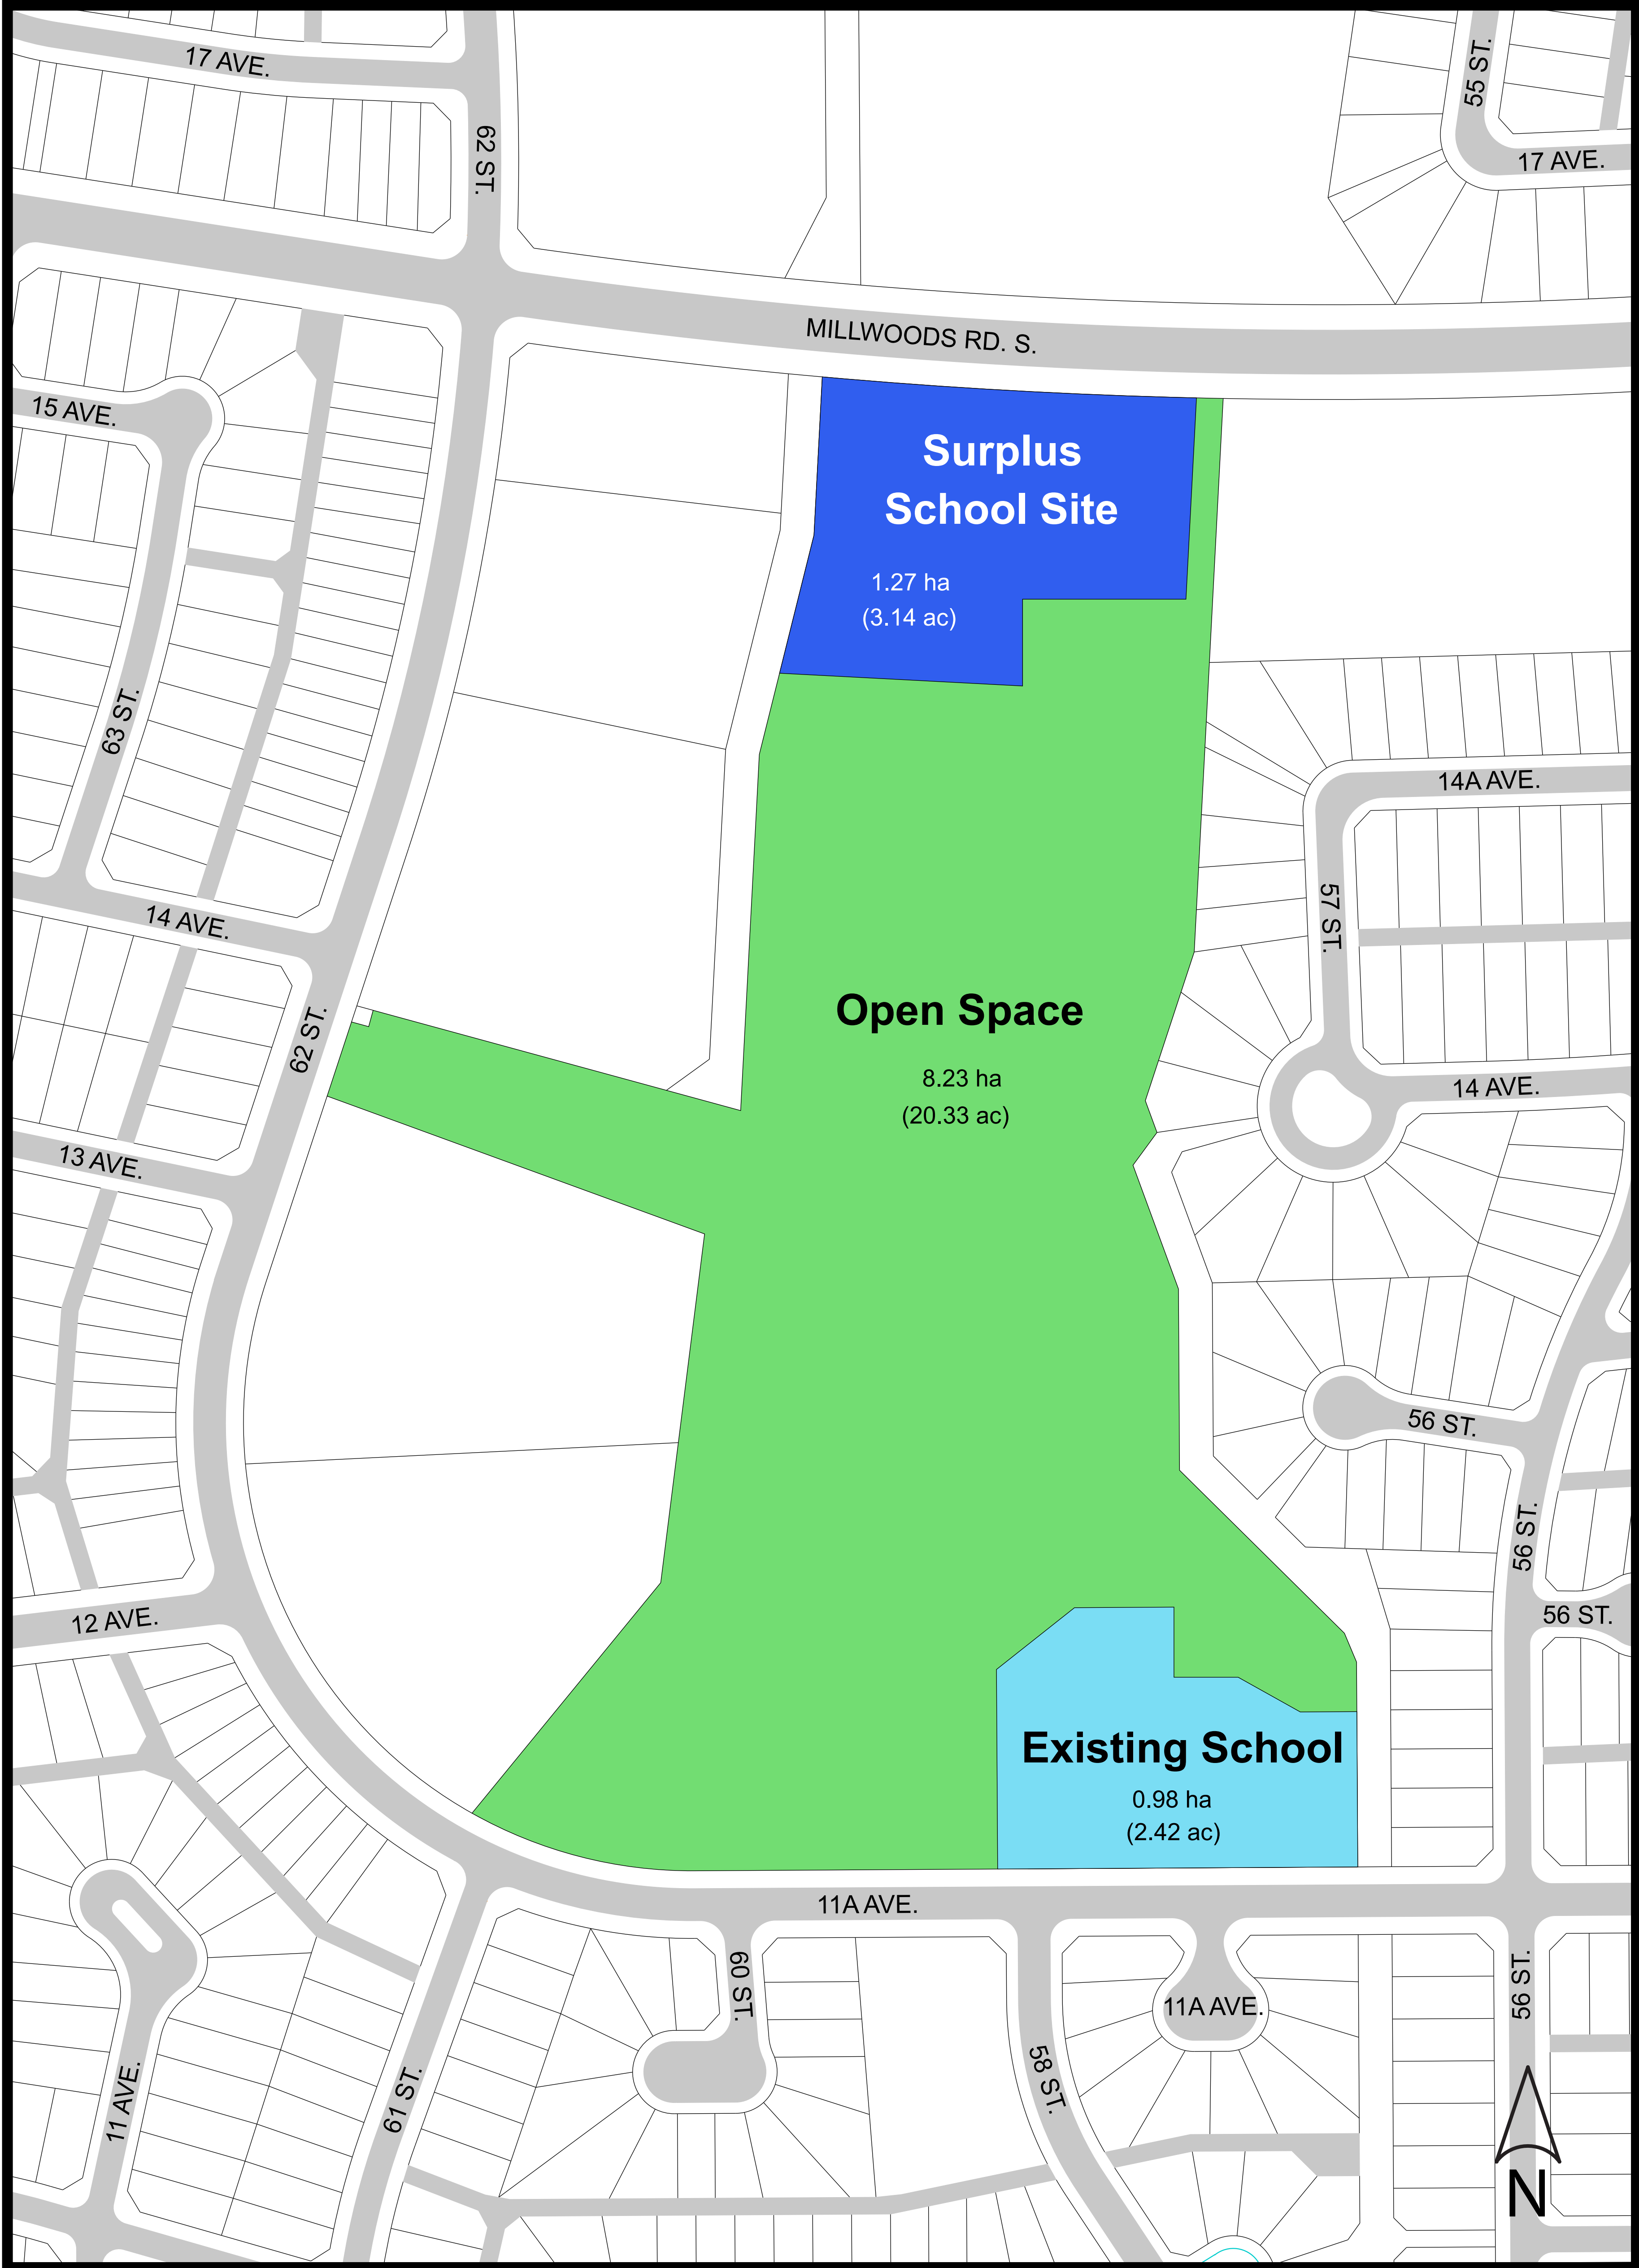 17 AVE.
62 ST.
55 ST.
17 AVE.
MILLWOODS RD. S.
15 AVE.
Surplus
School Site
1.27 ha
(3.14 ac)
63 ST.
14A AVE.
57 ST.
14 AVE.
62 ST.
Open Space
8.23 ha
(20.33 ac)
14 AVE.
13 AVE.
56 ST.
56 ST.
56 ST.
12 AVE.
Existing School
0.98 ha
(2.42 ac)
11A AVE.
60 ST.
56 ST.
11A AVE.
58 ST.
11 AVE.
61 ST.
N